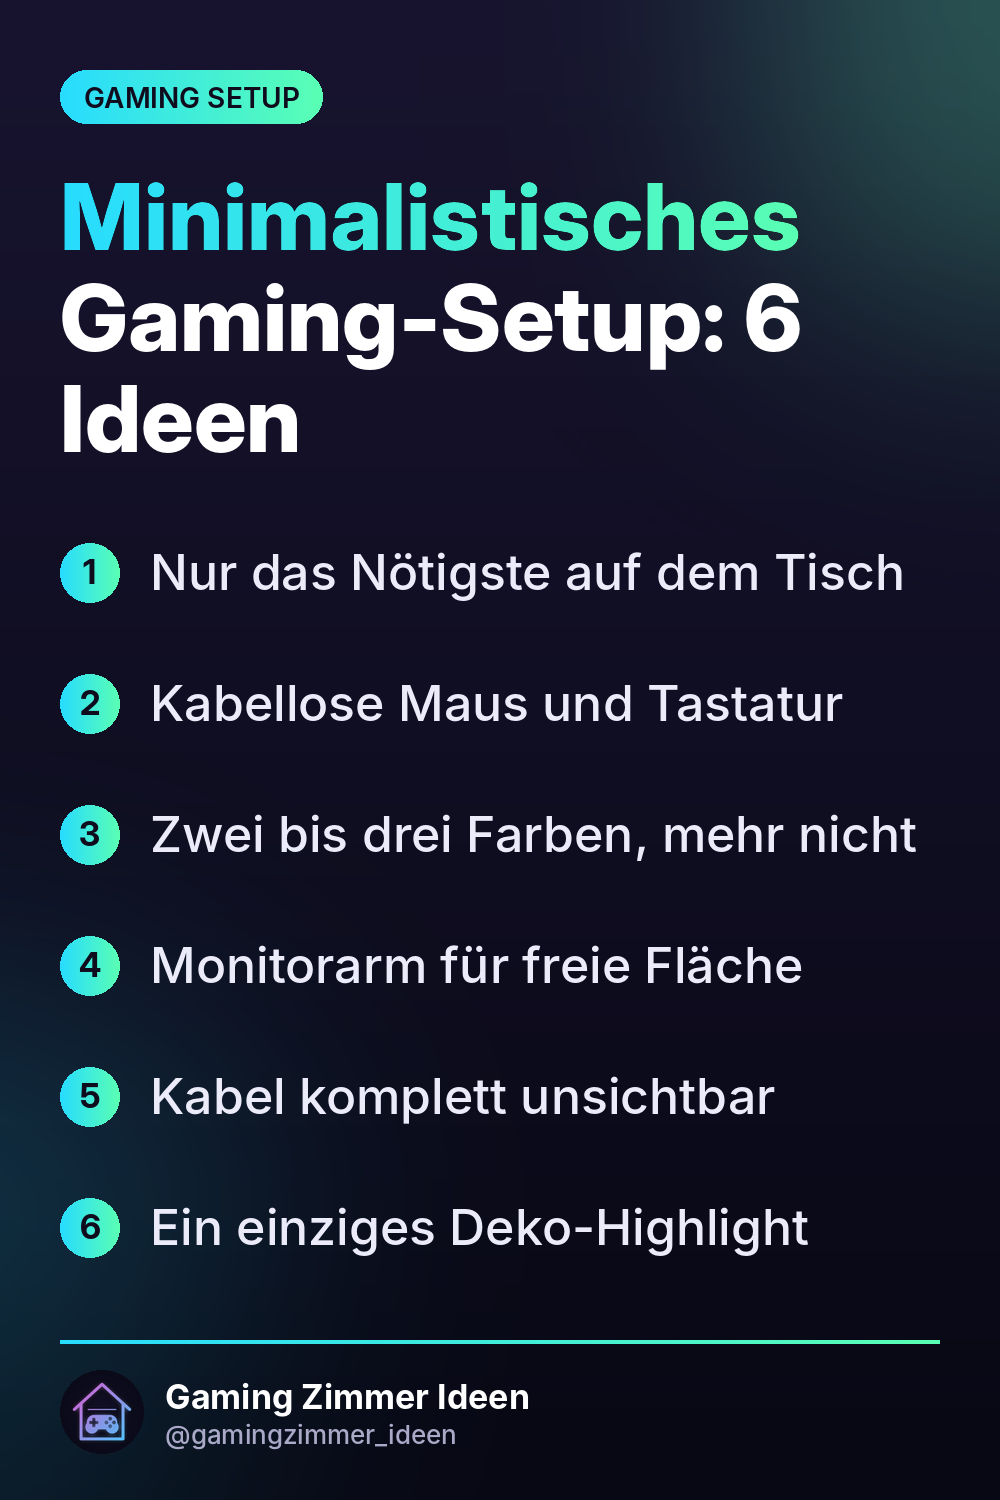 GAMING SETUP
Minimalistisches
Gaming-Setup: 6
Ideen
1 Nur das Nötigste auf dem Tisch
2 Kabellose Maus und Tastatur
3 Zwei bis drei Farben, mehr nicht
4 Monitorarm für freie Fläche
5 Kabel komplett unsichtbar
6 Ein einziges Deko-Highlight
Gaming Zimmer Ideen
@gamingzimmer_ideen